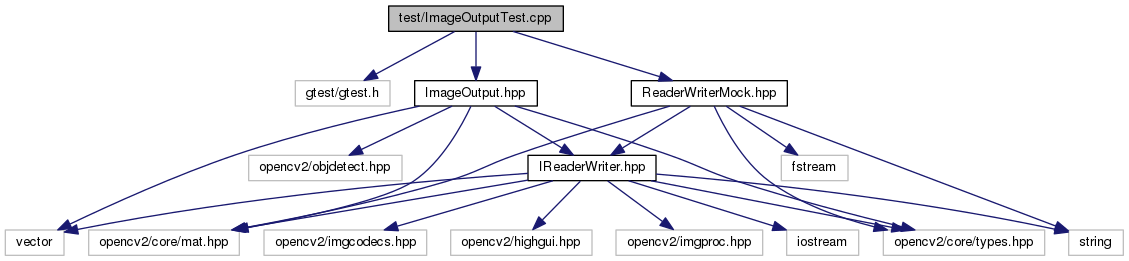 test/ImageOutputTest.cpp
gtest/gtest.h
ImageOutput.hpp
ReaderWriterMock.hpp
opencv2/objdetect.hpp
IReaderWriter.hpp
fstream
vector
opencv2/core/mat.hpp
opencv2/imgcodecs.hpp
opencv2/highgui.hpp
opencv2/imgproc.hpp
iostream
opencv2/core/types.hpp
string